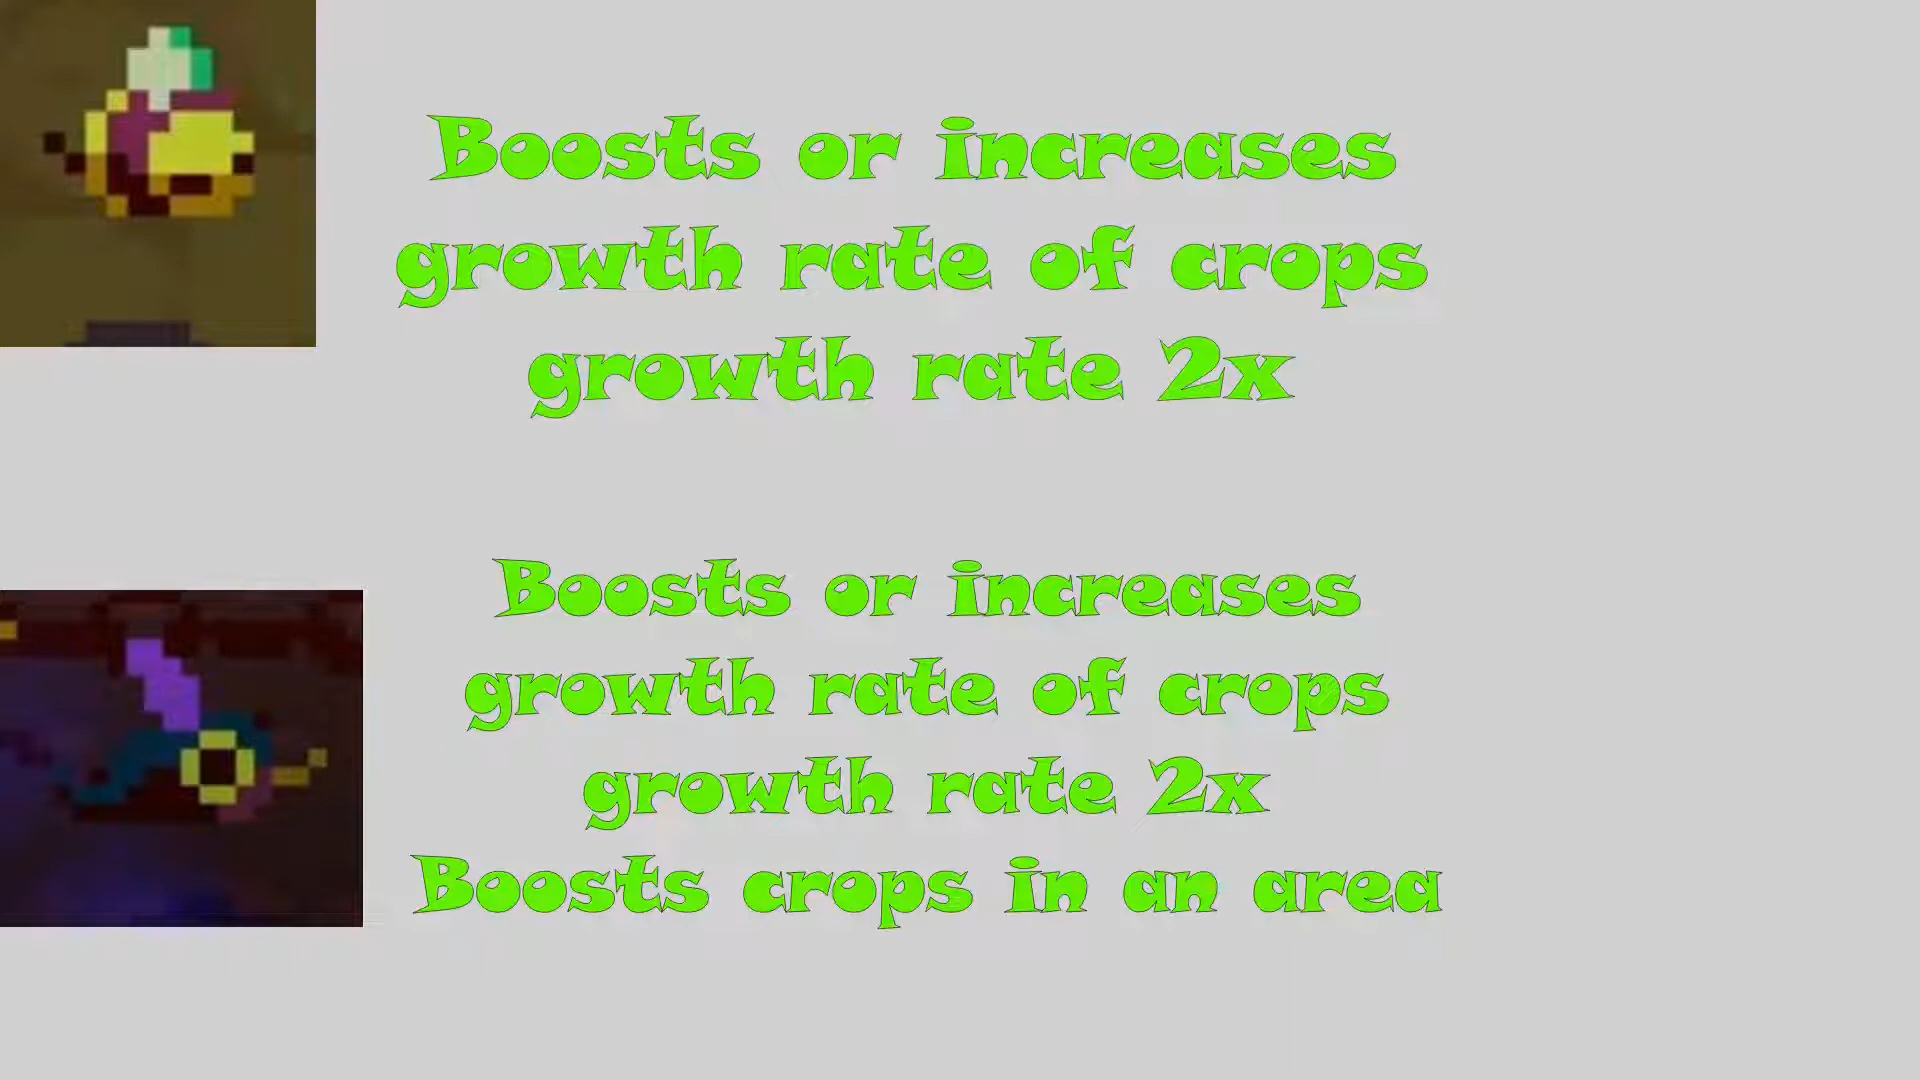 Boosts or increases
growth rate of crops
growth rate 2x
Boosts or increases
growth rate of crops
growth rate 2x
Boosts crops in an area